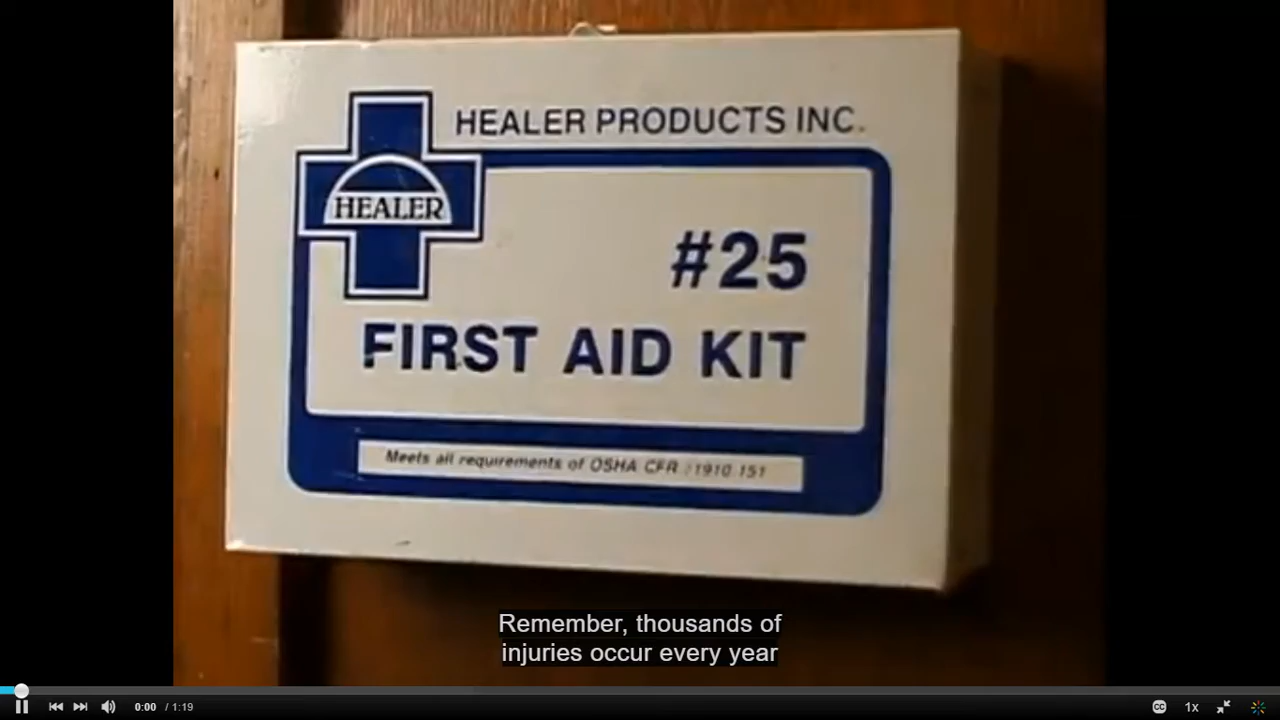 HEALER PRODUCTS INC.
HEALER
#25
FIRST AID KIT
Meets all requirements of OSHA CFR /1910.151
Remember, thousands of
injuries occur every year
0:00 / 1:19
CC
1x